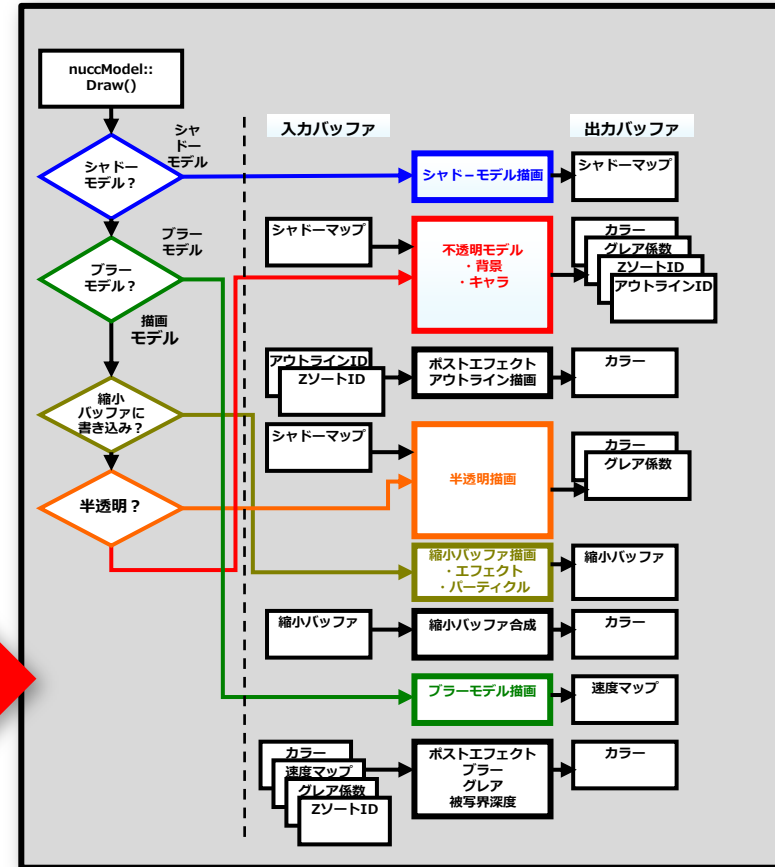 nuccModel::
Draw()
シャ
ドー
モデル
シャドー
モデル？
ブラー
モデル
ブラー
モデル？
描画
モデル
縮小
バッファに
書き込み？
半透明？
入力バッファ
出力バッファ
シャドーモデル描画
シャドーマップ
シャドーマップ
不透明モデル
・背景
・キャラ
カラー
グレア係数
ZソートID
アウトラインID
アウトラインID
ZソートID
ポストエフェクト
アウトライン描画
カラー
シャドーマップ
半透明描画
カラー
グレア係数
縮小バッファ描画
・エフェクト
・パーティクル
縮小バッファ
縮小バッファ
縮小バッファ合成
カラー
ブラーモデル描画
速度マップ
カラー
速度マップ
グレア係数
ZソートID
ポストエフェクト
ブラー
グレア
被写界深度
カラー